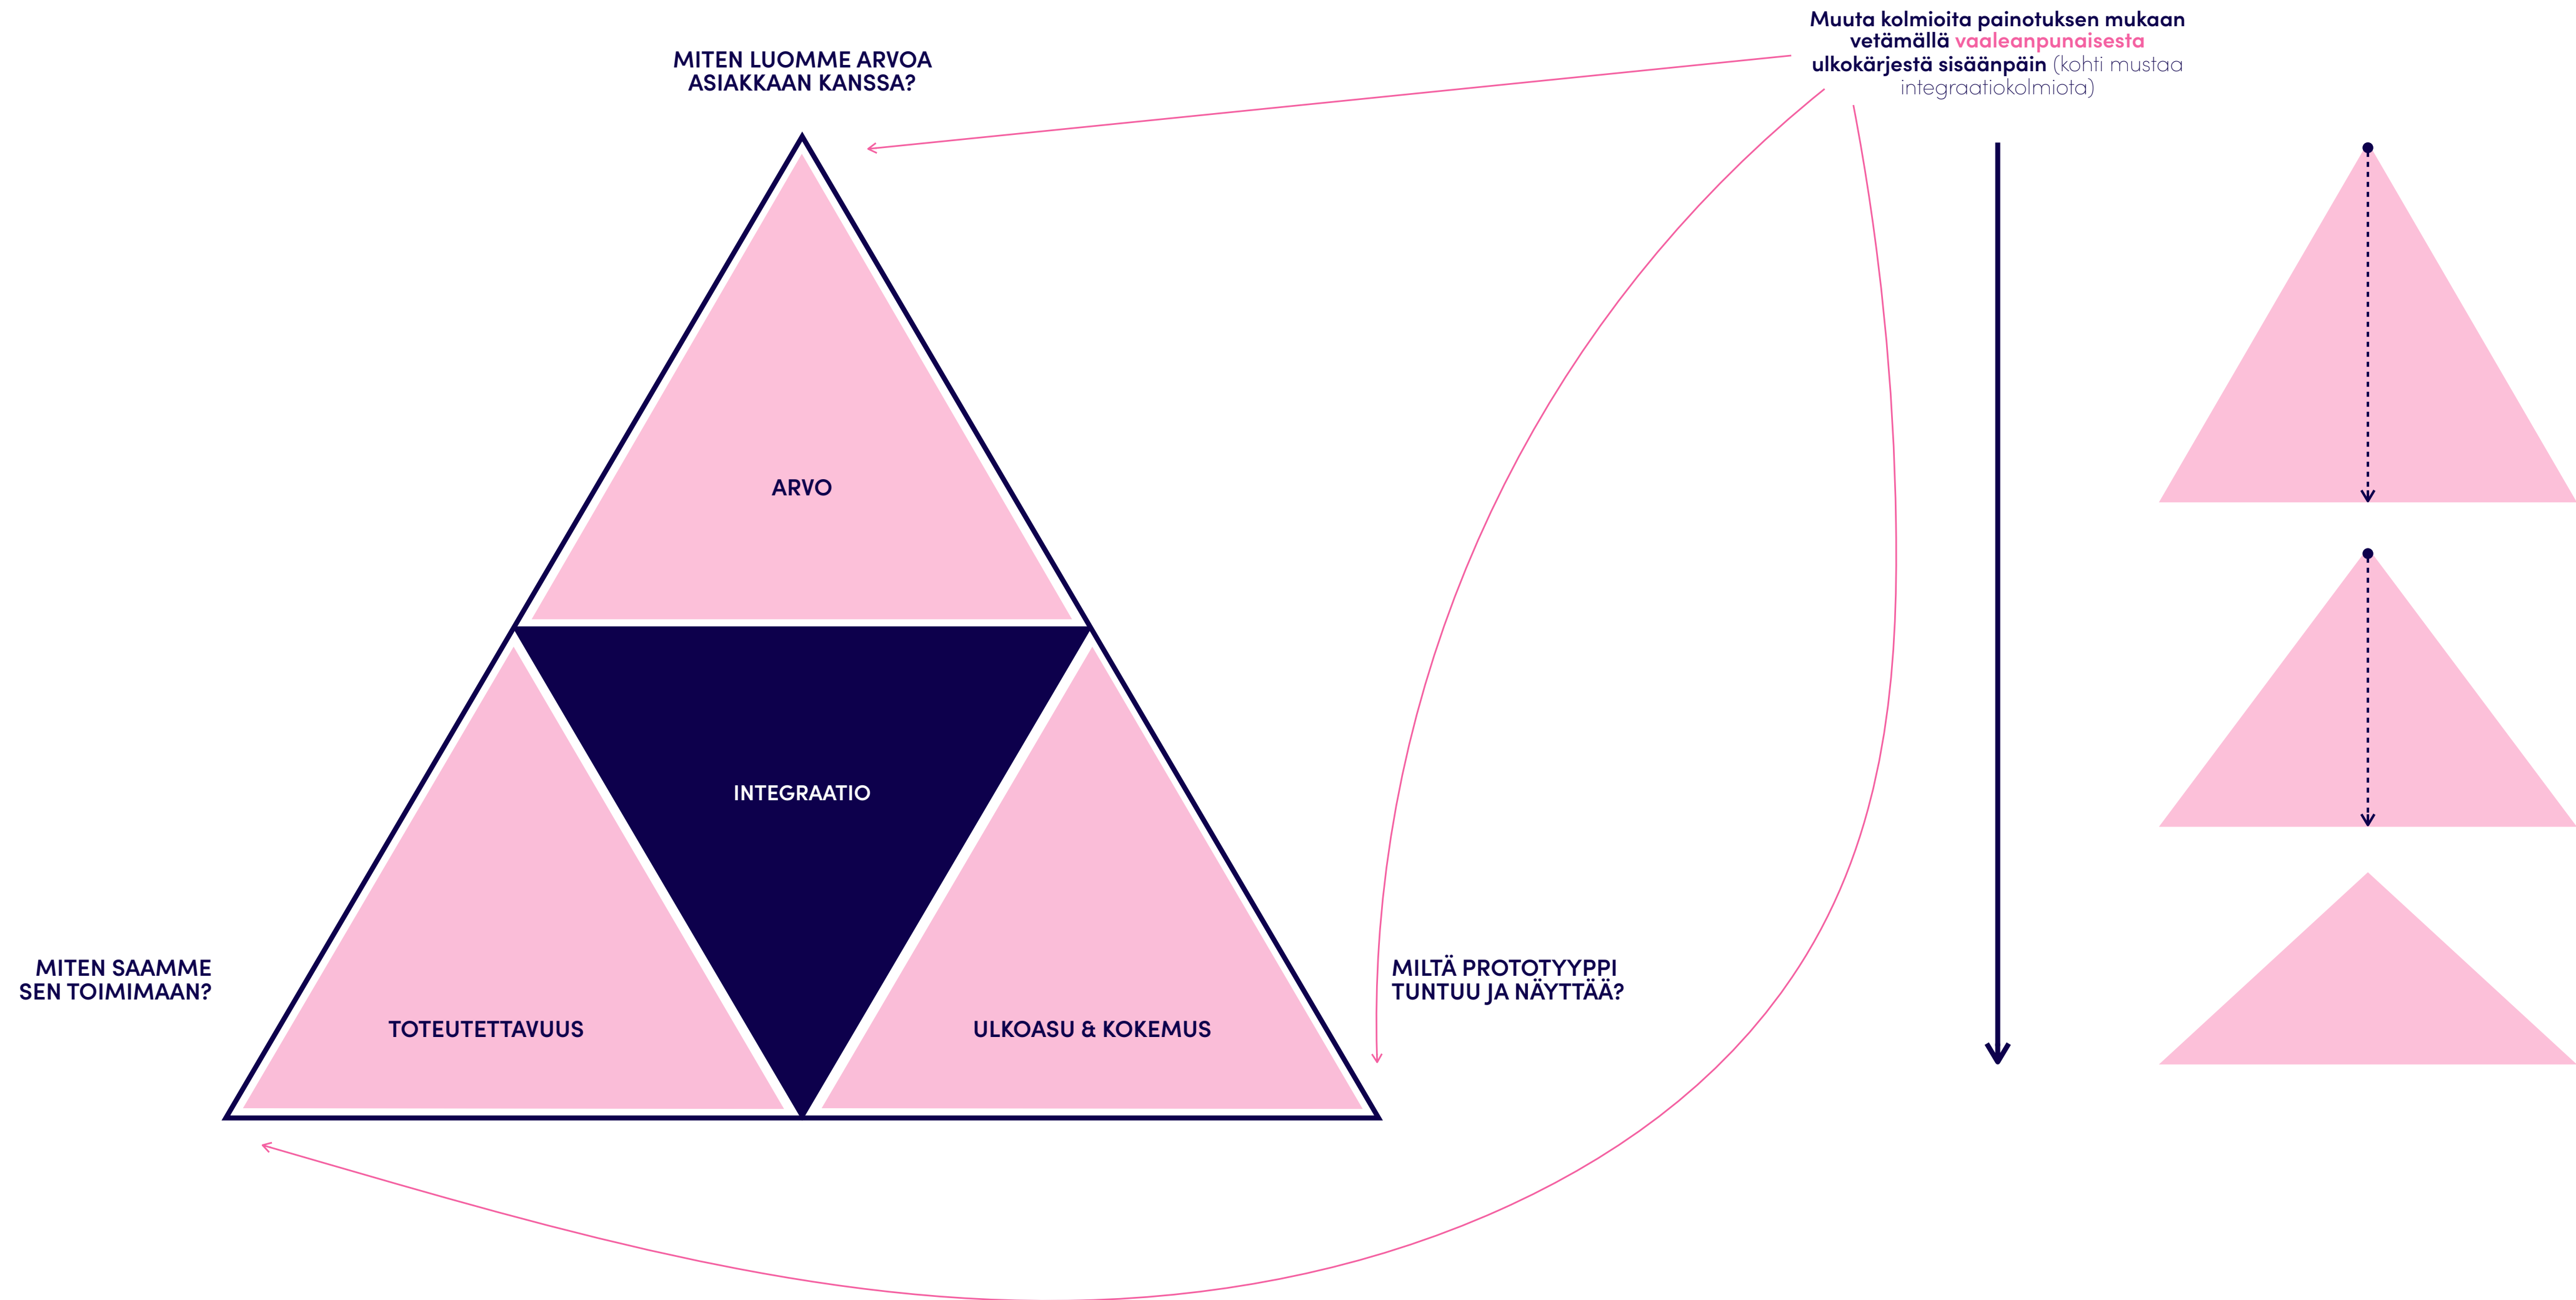 Muuta kolmioita painotuksen mukaan
vetämällä vaaleanpunaisesta
ulkokärjestä sisäänpäin (kohti mustaa
integraatiokolmiota)
MITEN LUOMME ARVOA
ASIAKKAAN KANSSA?
ARVO
INTEGRAATIO
MITEN SAAMME
SEN TOIMIMAAN?
MILTÄ PROTOTYYPPI
TUNTUU JA NÄYTTÄÄ?
TOTEUTETTAVUUS
ULKOASU & KOKEMUS